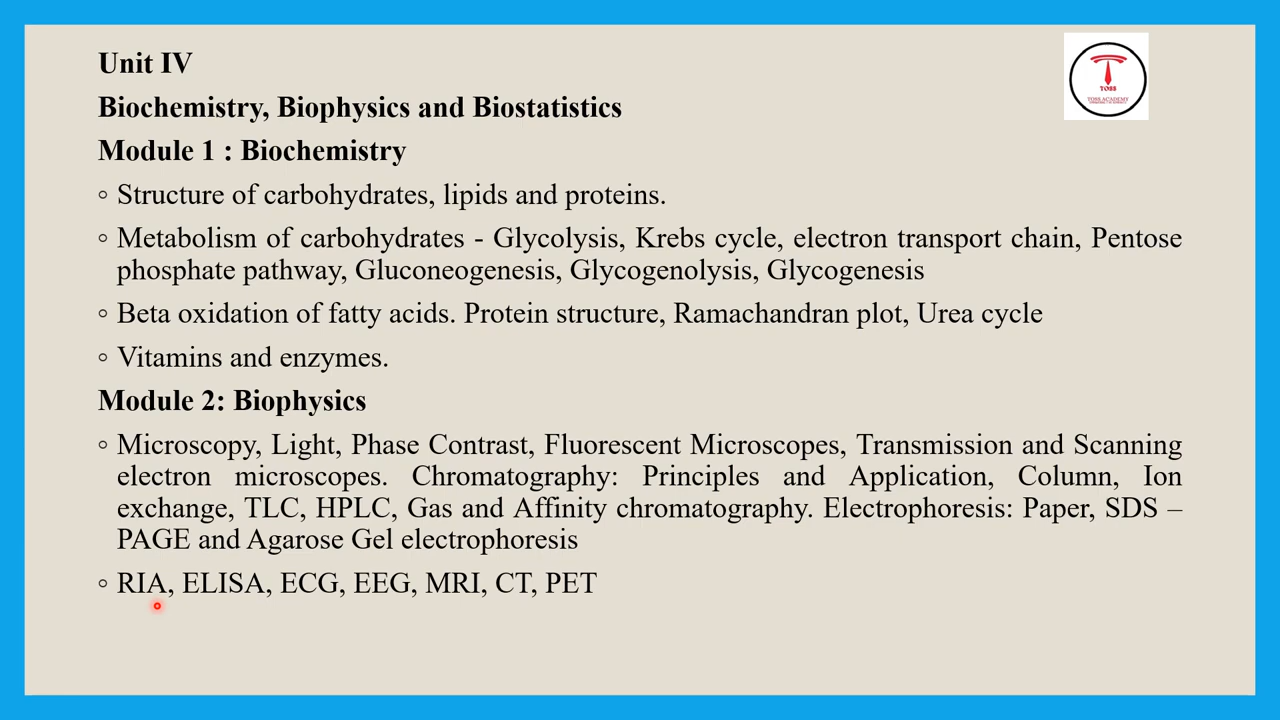 Unit IV
TOSS
TOSS ACADEMY
Biochemistry, Biophysics and Biostatistics
Module 1 : Biochemistry
◦ Structure of carbohydrates, lipids and proteins.
◦ Metabolism of carbohydrates - Glycolysis, Krebs cycle, electron transport chain, Pentose
phosphate pathway, Gluconeogenesis, Glycogenolysis, Glycogenesis
◦ Beta oxidation of fatty acids. Protein structure, Ramachandran plot, Urea cycle
◦ Vitamins and enzymes.
Module 2: Biophysics
◦ Microscopy, Light, Phase Contrast, Fluorescent Microscopes, Transmission and Scanning
electron microscopes. Chromatography: Principles and Application, Column, Ion
exchange, TLC, HPLC, Gas and Affinity chromatography. Electrophoresis: Paper, SDS –
PAGE and Agarose Gel electrophoresis
◦ RIA, ELISA, ECG, EEG, MRI, CT, PET